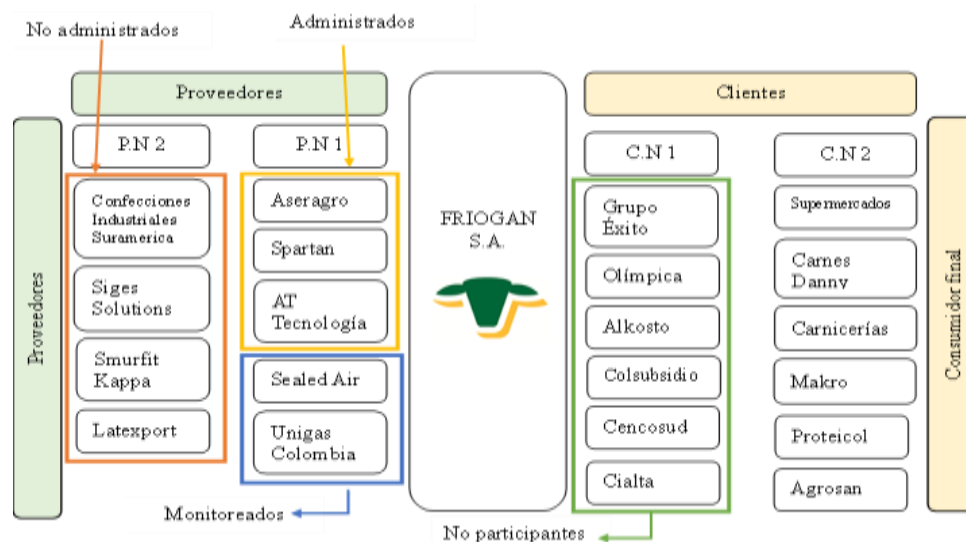 No administrados
Administrados
Proveedores
Clientes
Proveedores
P.N 2
P.N 1
C.N 1
C.N 2
Confecciones
Industriales
Suramerica
Siges
Solutions
Smurfit
Kappa
Latexport
Aseragro
Spartan
AT
Tecnología
Sealed Air
Unigas
Colombia
FRIOGAN
S.A.
Grupo
Éxito
Olímpica
Alkosto
Colsubsidio
Cencosud
Cialta
Supermercados
Carnes
Danny
Carnicerías
Makro
Proteicol
Agrosan
Consumidor final
Monitoreados
No participantes